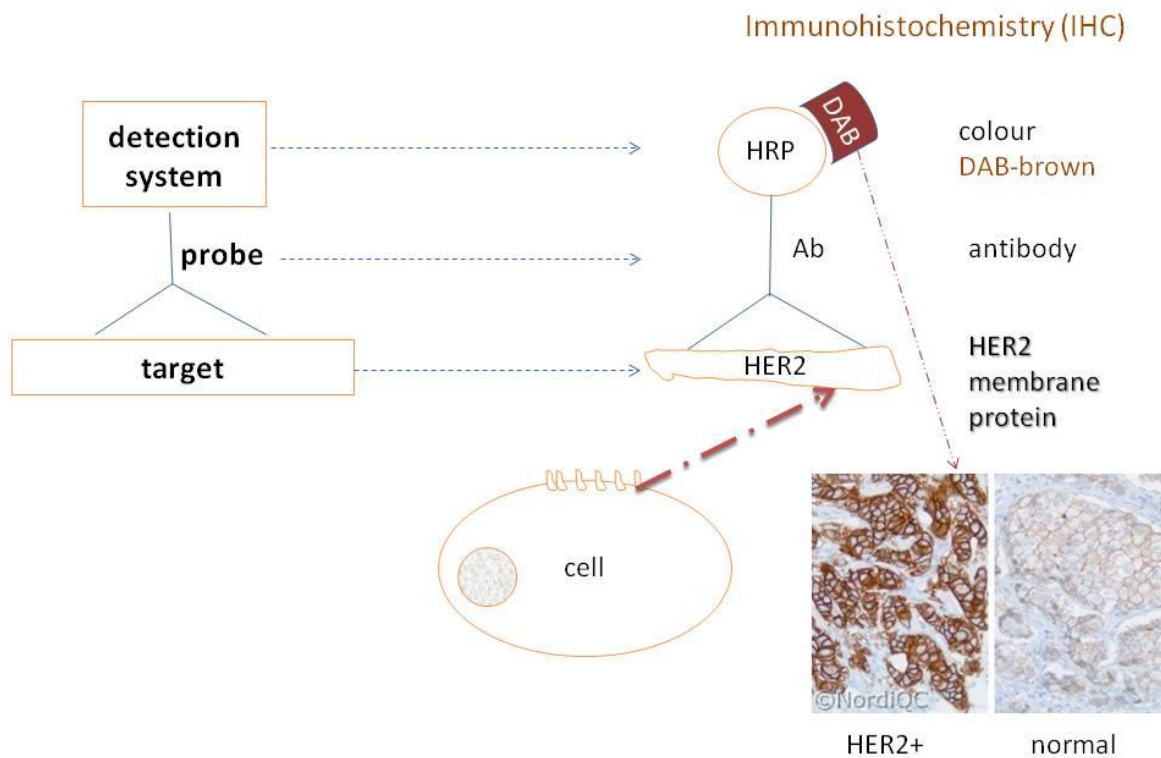 Immunohistochemistry (IHC)
detection
system
HRP
DAB
colour
DAB-brown
probe
Ab
antibody
target
HER2
HER2
membrane
protein
cell
©NordiQC
HER2+
normal